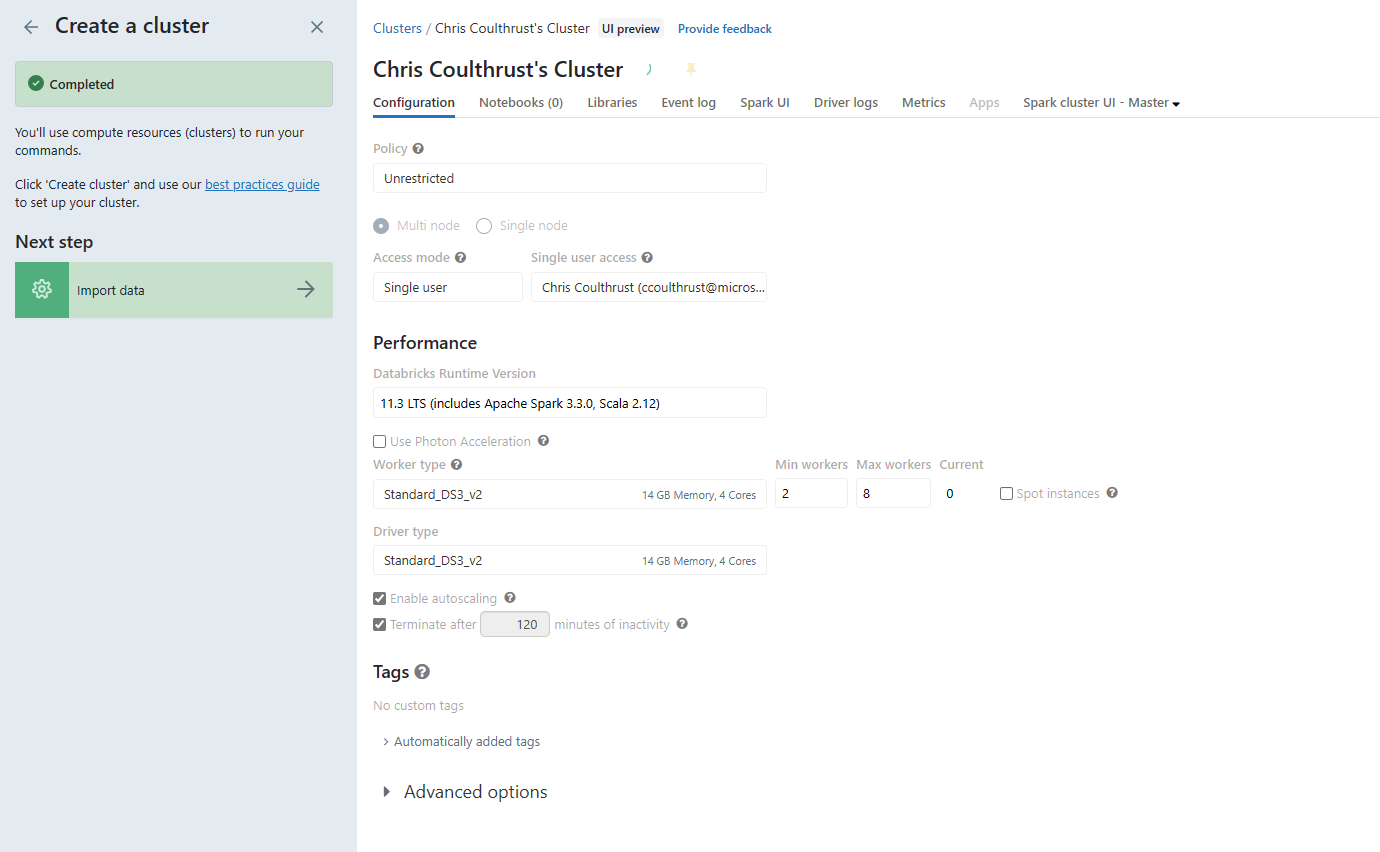 Create a cluster
Completed
You'll use compute resources (clusters) to run your
commands.
Click 'Create cluster' and use our best practices guide
to set up your cluster.
Next step
Import data
Clusters / Chris Coulthrust's Cluster UI preview Provide feedback
Chris Coulthrust's Cluster
Configuration Notebooks (0) Libraries Event log Spark UI Driver logs Metrics Apps Spark cluster UI - Master
Policy
Unrestricted
Multi node Single node
Access mode Single user access
Single user Chris Coulthrust (ccoulthrust@micros...
Performance
Databricks Runtime Version
11.3 LTS (includes Apache Spark 3.3.0, Scala 2.12)
Use Photon Acceleration
Worker type Min workers Max workers Current
Standard_DS3_v2 14 GB Memory, 4 Cores 2 8 0 Spot instances
Driver type
Standard_DS3_v2 14 GB Memory, 4 Cores
Enable autoscaling
Terminate after 120 minutes of inactivity
Tags
No custom tags
Automatically added tags
Advanced options